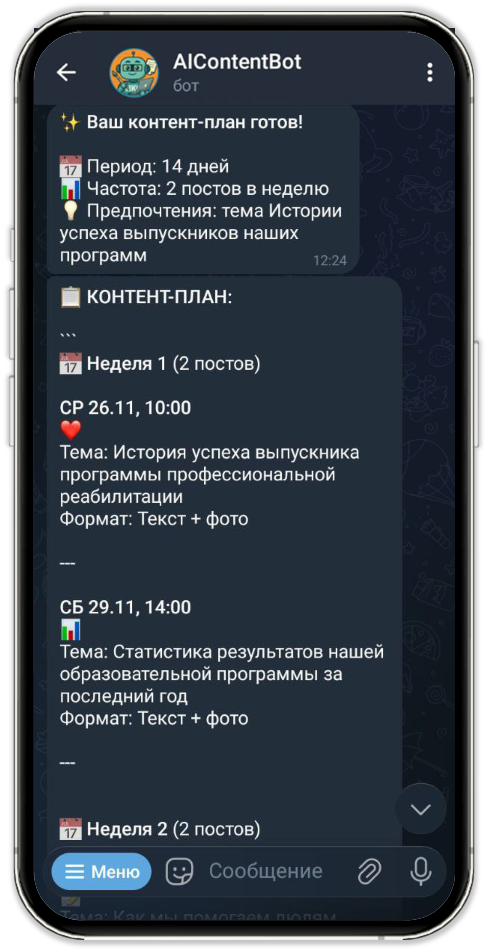 AIContentBot
бот
✨ Ваш контент-план готов!
📅 Период: 14 дней
📊 Частота: 2 постов в неделю
💡 Предпочтения: тема Истории
успеха выпускников наших
программ
12:24
📋 КОНТЕНТ-ПЛАН:
```
📅 Неделя 1 (2 постов)
СР 26.11, 10:00
❤️
Тема: История успеха выпускника
программы профессиональной
реабилитации
Формат: Текст + фото
---
СБ 29.11, 14:00
📊
Тема: Статистика результатов нашей
образовательной программы за
последний год
Формат: Текст + фото
---
📅 Неделя 2 (2 постов)
Меню
Сообщение
Тема: Как мы помогаем людям